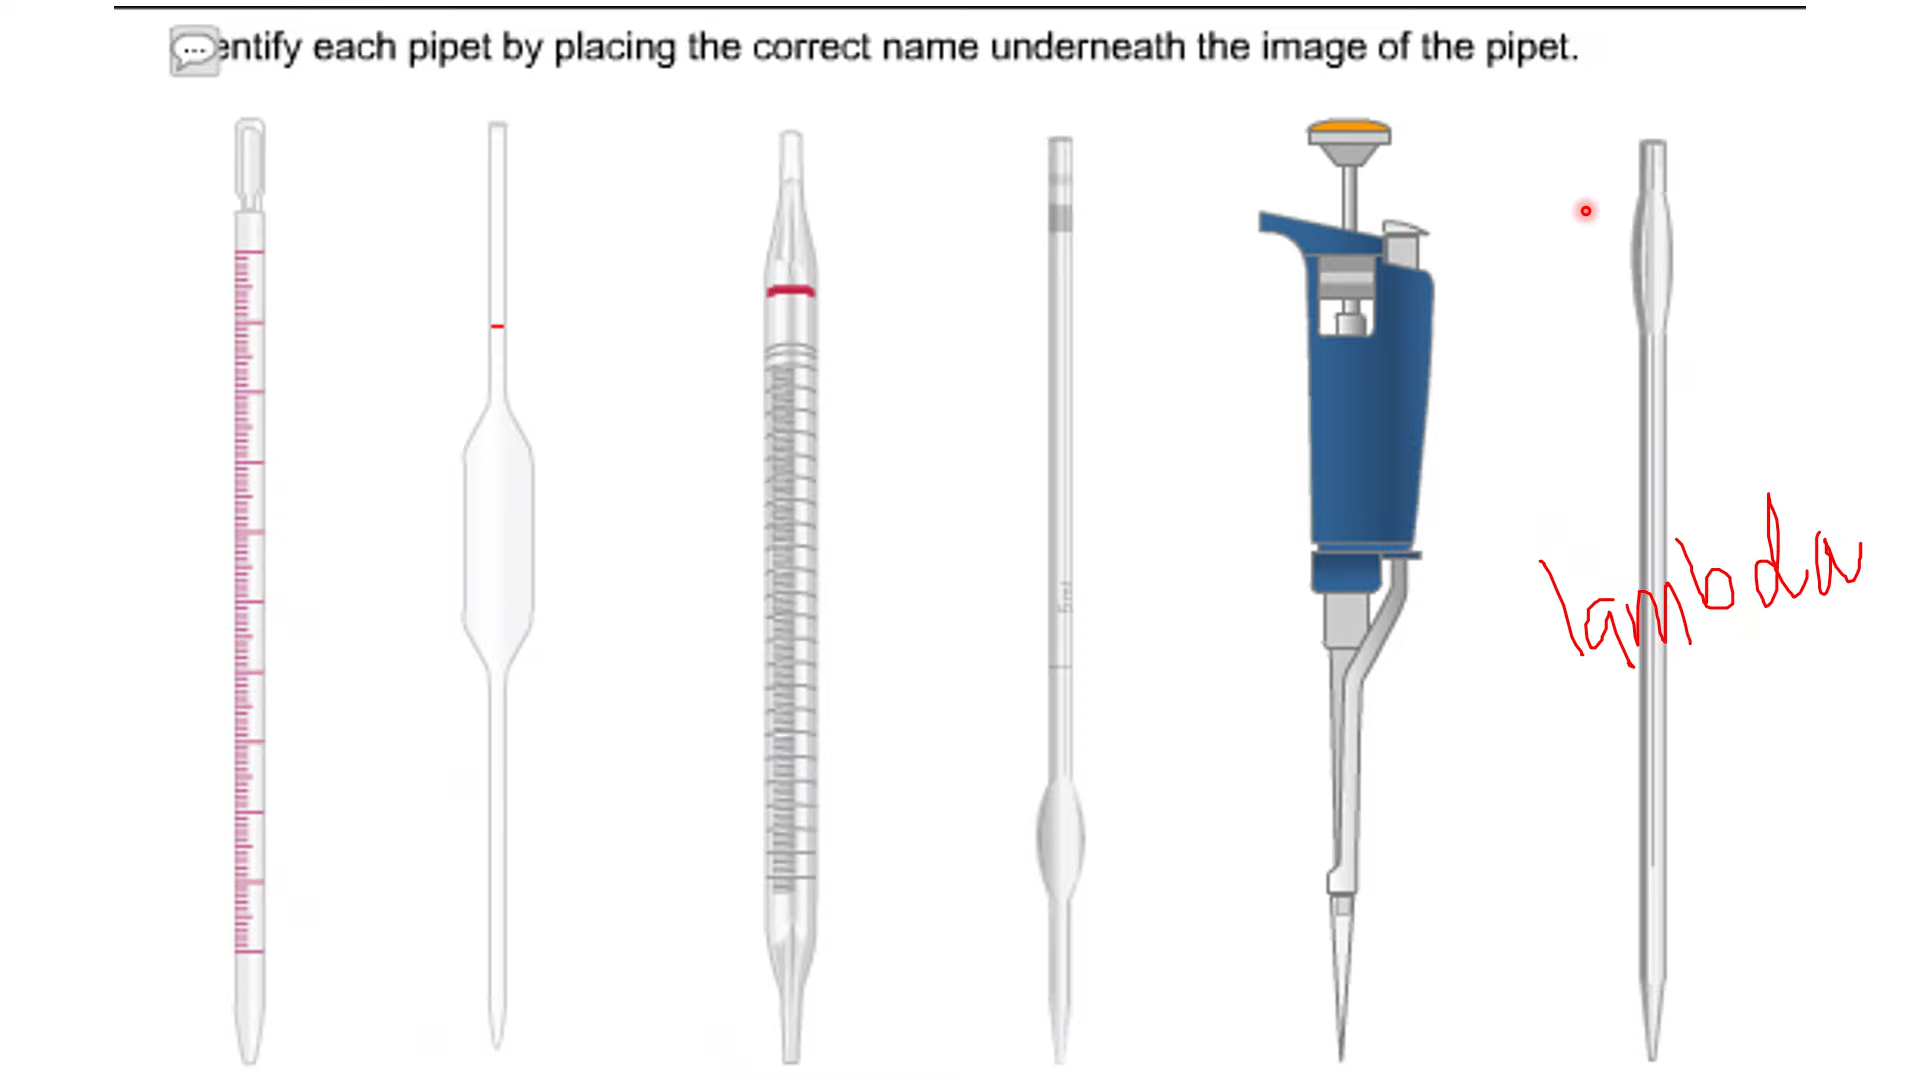 entify each pipet by placing the correct name underneath the image of the pipet.
lambda